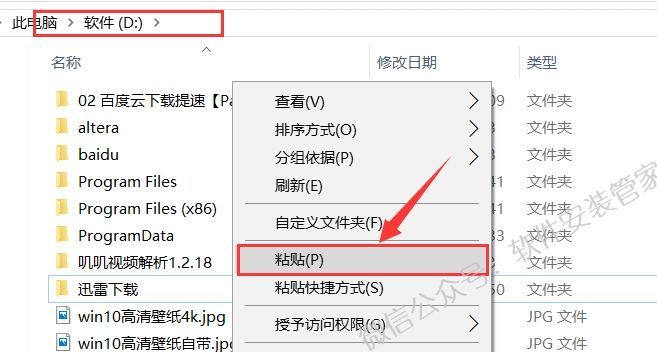 此电脑 > 软件 (D:) >
名称 修改日期 类型
02 百度云下载提速【Pa 查看(V) > 09 文件夹
altera 排序方式(O) > 文件夹
baidu 分组依据(P) > 文件夹
Program Files 刷新(E) 41 文件夹
Program Files (x86) 自定义文件夹(F)... 41 文件夹
ProgramData 文件夹
叽叽视频解析1.2.18 粘贴(P) 文件夹
迅雷下载 粘贴快捷方式(S) 50 文件夹
win10高清壁纸4k.jpg 授予访问权限(G) > JPG 文件
win10高清壁纸自带.jpg JPG 文件
微信公众号：软件安装管家